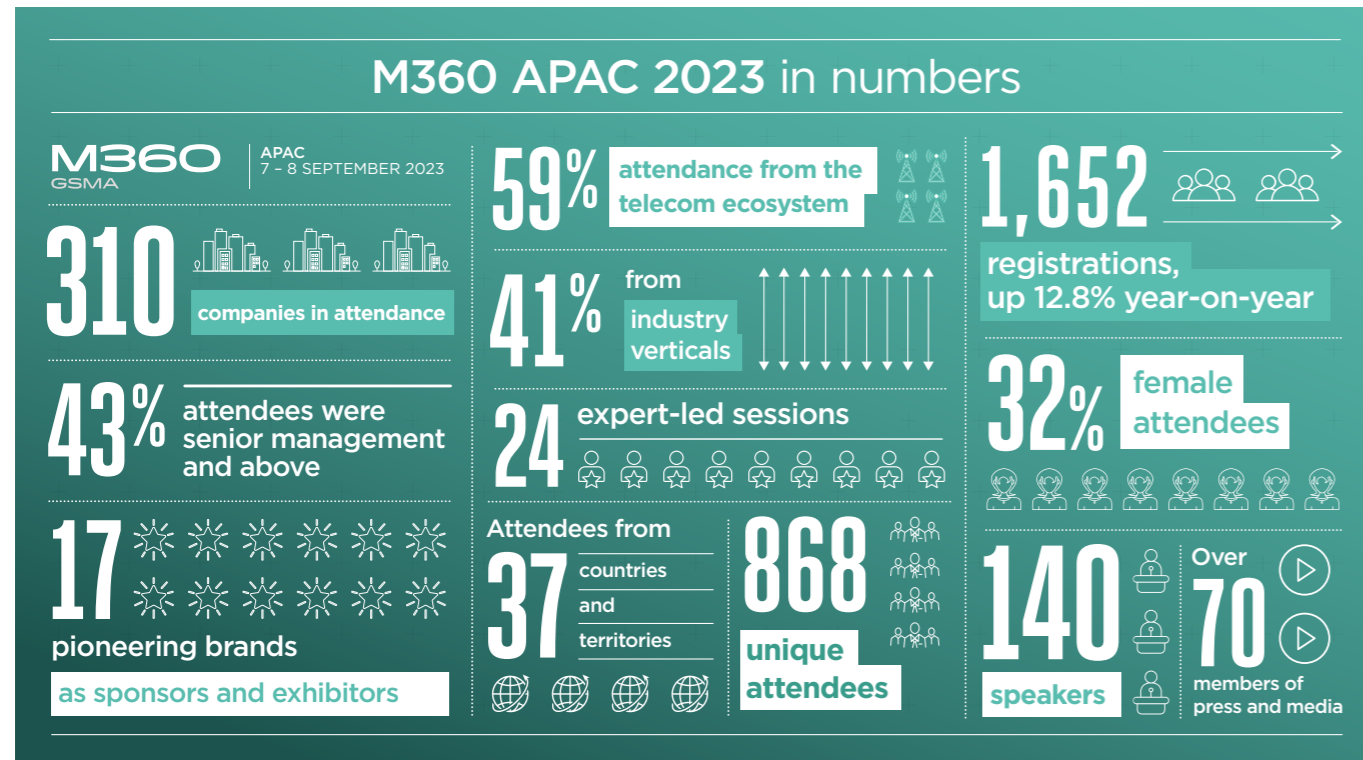 M360 APAC 2023 in numbers
M360
GSMA
APAC
7 – 8 SEPTEMBER 2023
310
companies in attendance
43%
attendees were
senior management
and above
17
pioneering brands
as sponsors and exhibitors
59%
attendance from the
telecom ecosystem
41%
from
industry
verticals
24
expert-led sessions
Attendees from
37
countries
and
territories
868
unique
attendees
1,652
registrations,
up 12.8% year-on-year
32%
female
attendees
140
speakers
Over
70
members of
press and media